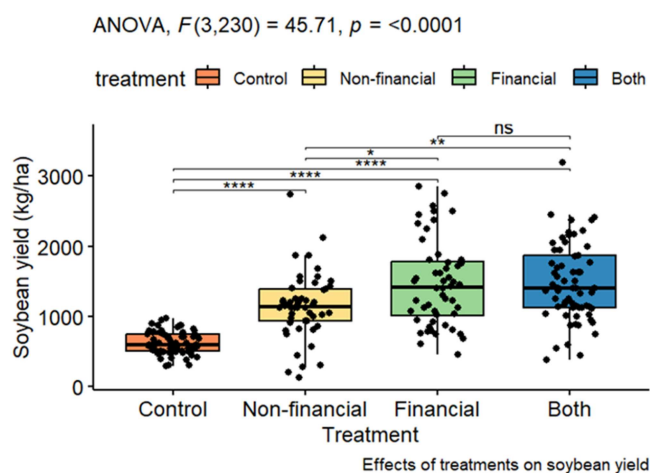 ANOVA, F(3,230) = 45.71, p = <0.0001
treatment Control Non-financial Financial Both
ns
**
*
****
****
****
Soybean yield (kg/ha)
3000
2000
1000
0
Control Non-financial Financial Both
Treatment
Effects of treatments on soybean yield